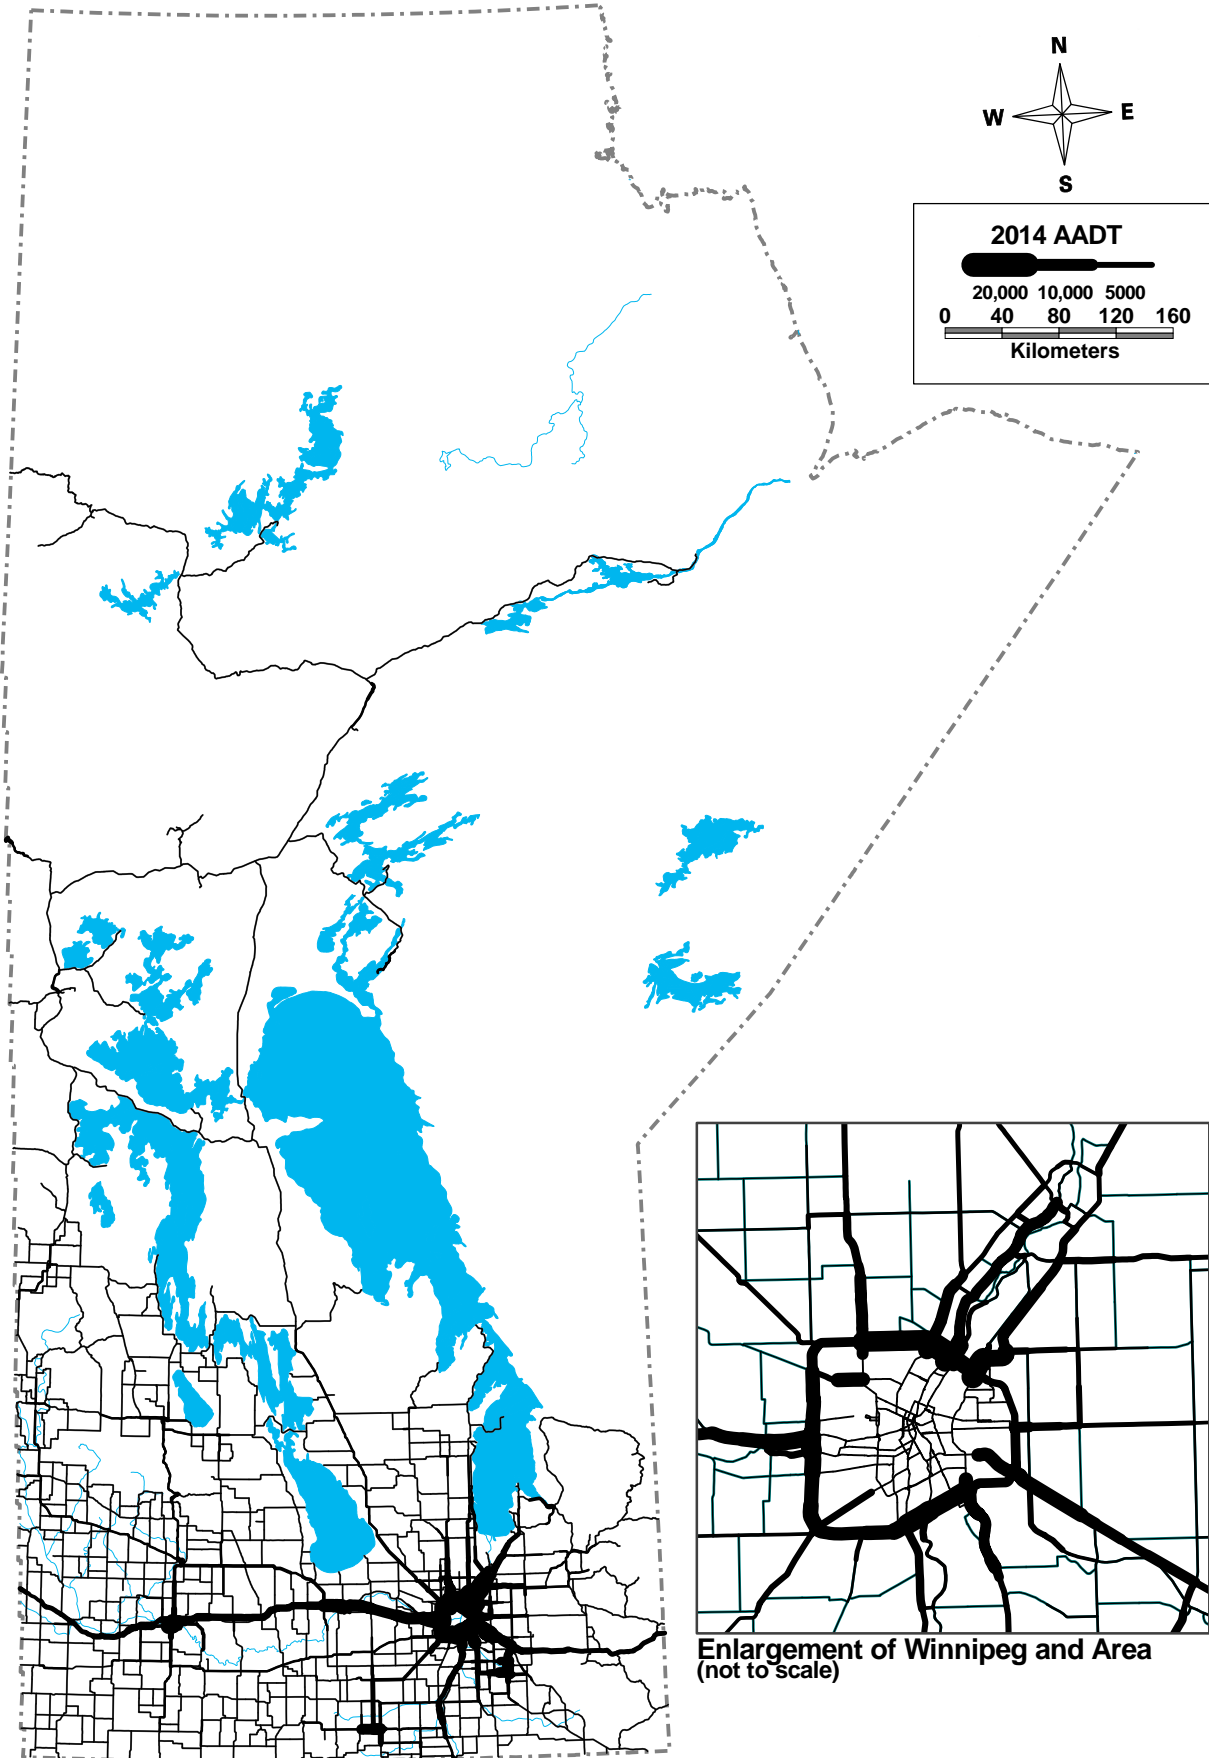 N
W E
S
2014 AADT
20,000 10,000 5000
0 40 80 120 160
Kilometers
Enlargement of Winnipeg and Area
(not to scale)